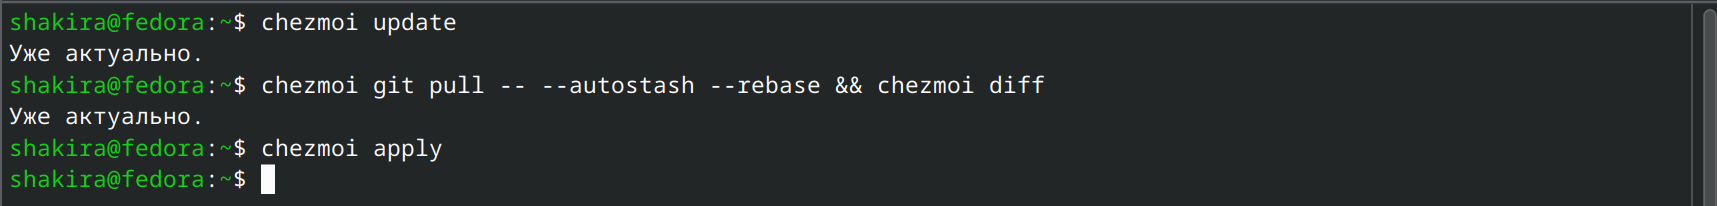 shakira@fedora:~$ chezmoi update
Уже актуально.
shakira@fedora:~$ chezmoi git pull -- --autostash --rebase && chezmoi diff
Уже актуально.
shakira@fedora:~$ chezmoi apply
shakira@fedora:~$